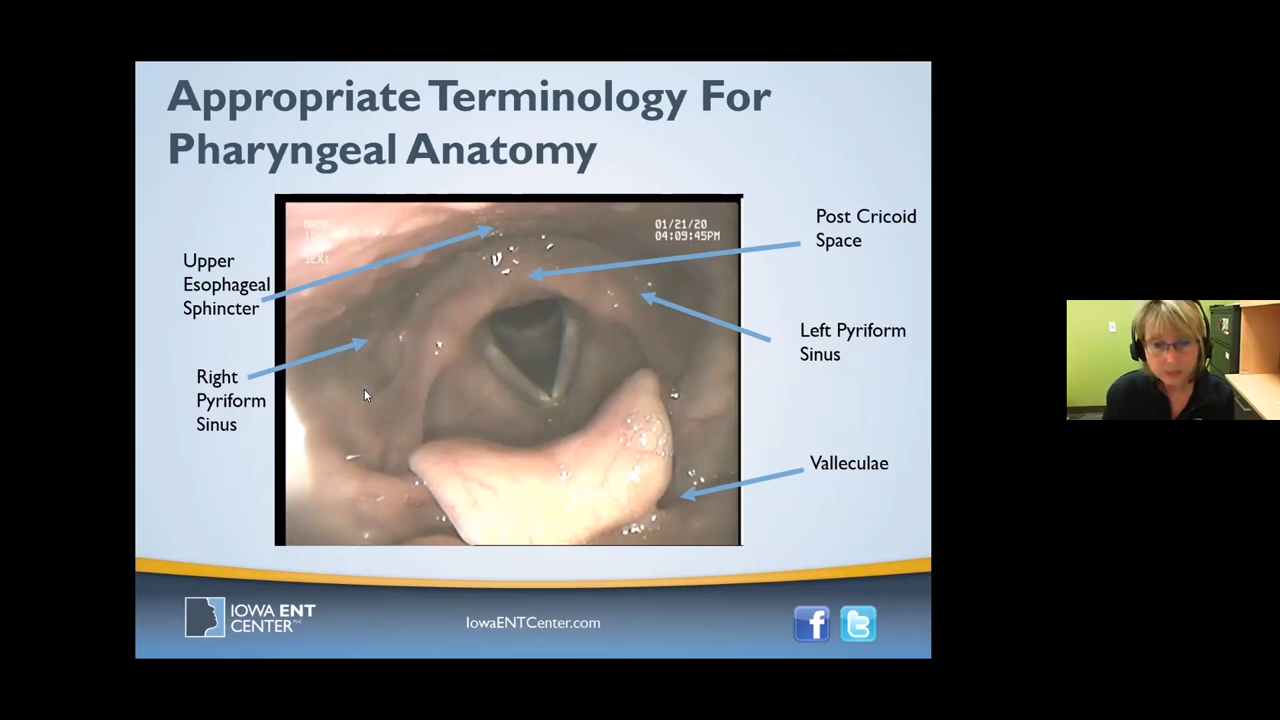 Appropriate Terminology For
Pharyngeal Anatomy
01/21/20
04:09:45PM
Post Cricoid
Space
Upper
Esophageal
Sphincter
Left Pyriform
Sinus
Right
Pyriform
Sinus
Valleculae
IOWA ENT
CENTER
IowaENTCenter.com